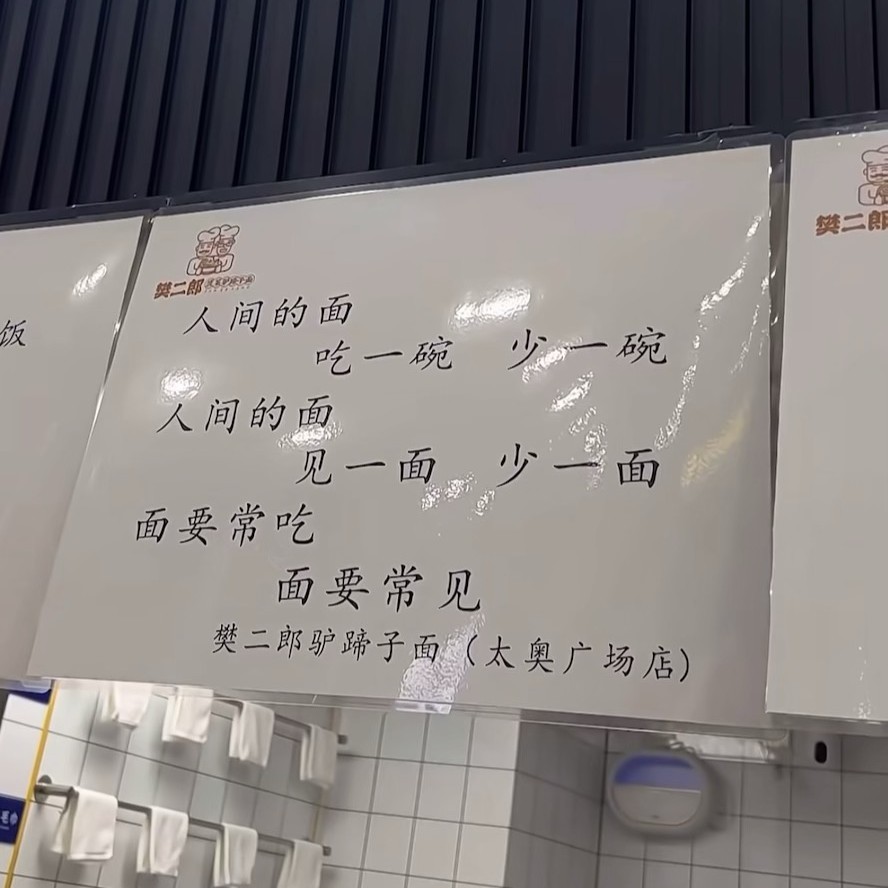 饭
樊二郎
人间的面
吃一碗 少一碗
人间的面
见一面 少一面
面要常吃
面要常见
樊二郎驴蹄子面（太奥广场店）
樊二郎